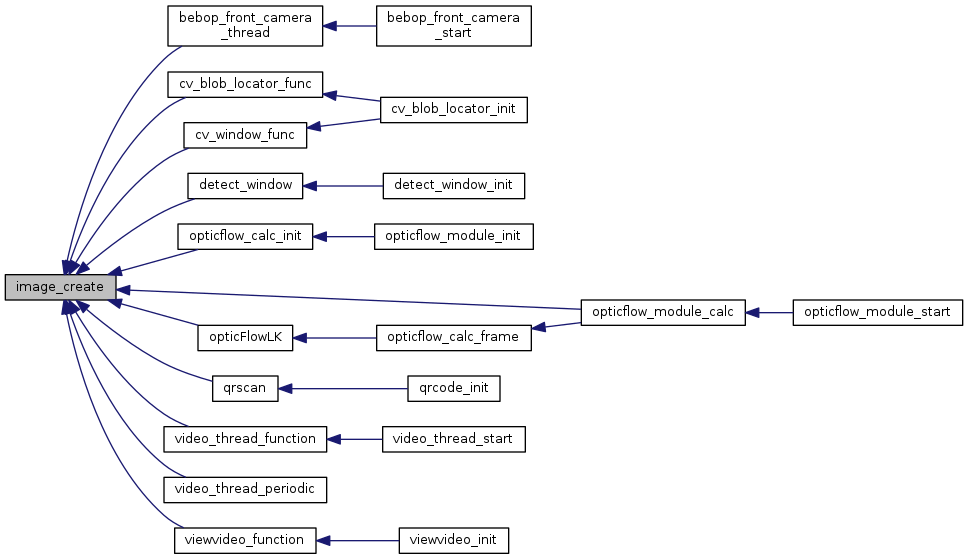 bebop_front_camera
_thread
bebop_front_camera
_start
cv_blob_locator_func
cv_blob_locator_init
cv_window_func
detect_window
detect_window_init
opticflow_calc_init
opticflow_module_init
image_create
opticflow_module_calc
opticflow_module_start
opticFlowLK
opticflow_calc_frame
qrscan
qrcode_init
video_thread_function
video_thread_start
video_thread_periodic
viewvideo_function
viewvideo_init